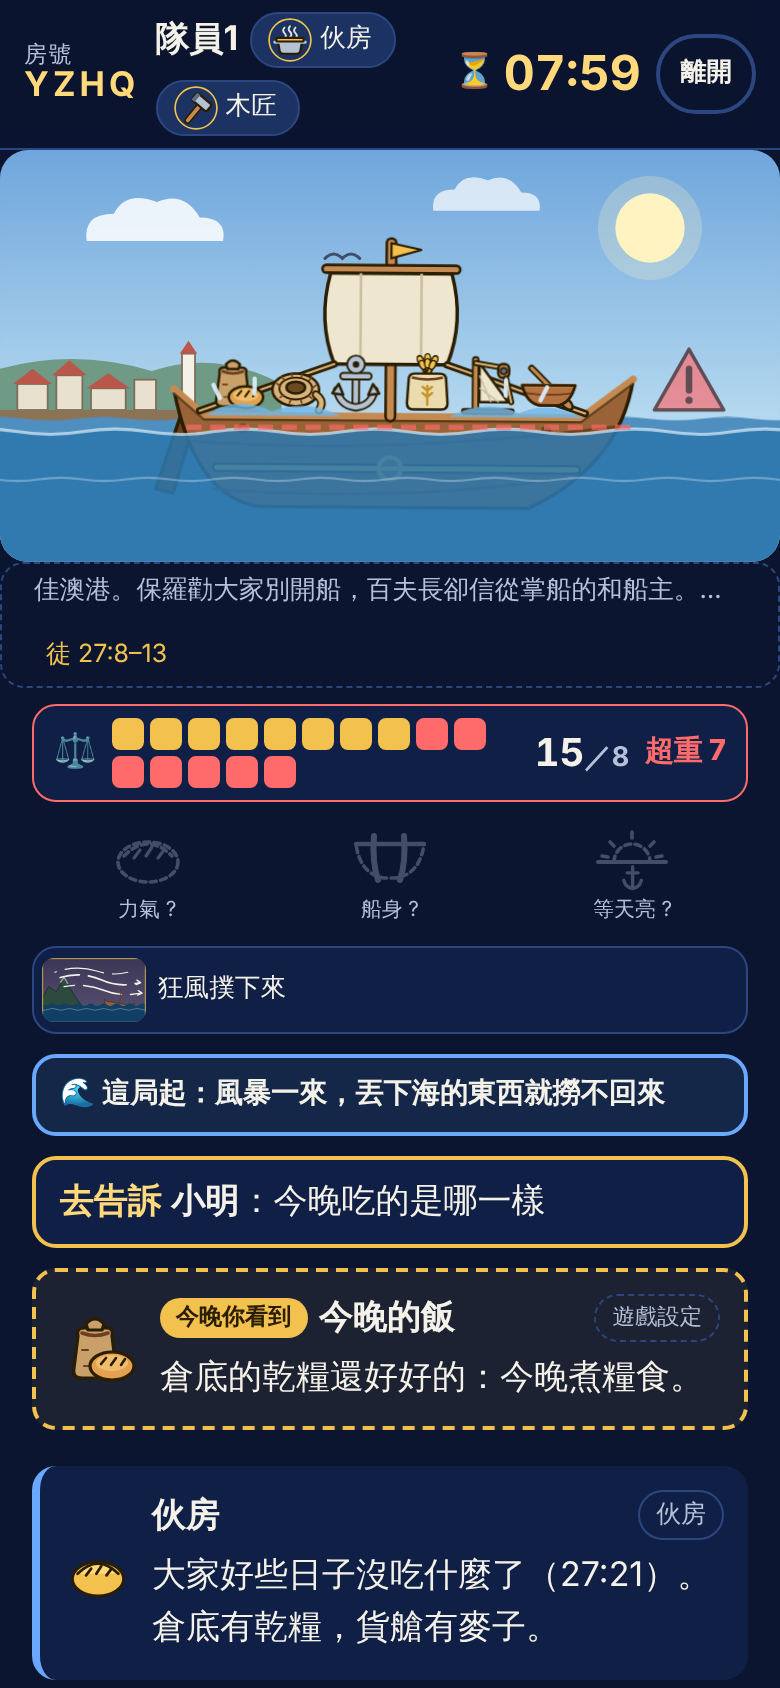 房號
YZHQ
隊員1
伙房
木匠
07:59
離開
佳澳港。保羅勸大家別開船，百夫長卻信從掌船的和船主。...
徒 27:8–13
15／8 超重 7
力氣？
船身？
等天亮？
狂風撲下來
這局起：風暴一來，丟下海的東西就撈不回來
去告訴 小明：今晚吃的是哪一樣
今晚你看到 今晚的飯 遊戲設定
倉底的乾糧還好好的：今晚煮糧食。
伙房 伙房
大家好些日子沒吃什麼了（27:21）。
倉底有乾糧，貨艙有麥子。